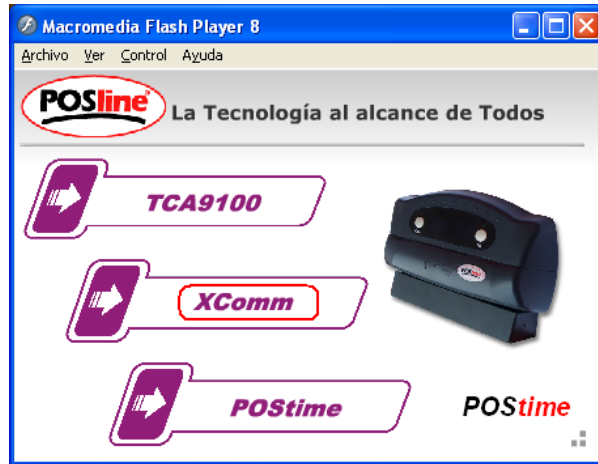 Macromedia Flash Player 8
Archivo Ver Control Ayuda
POSline La Tecnología al alcance de Todos
TCA9100
XComm
POStime
POStime